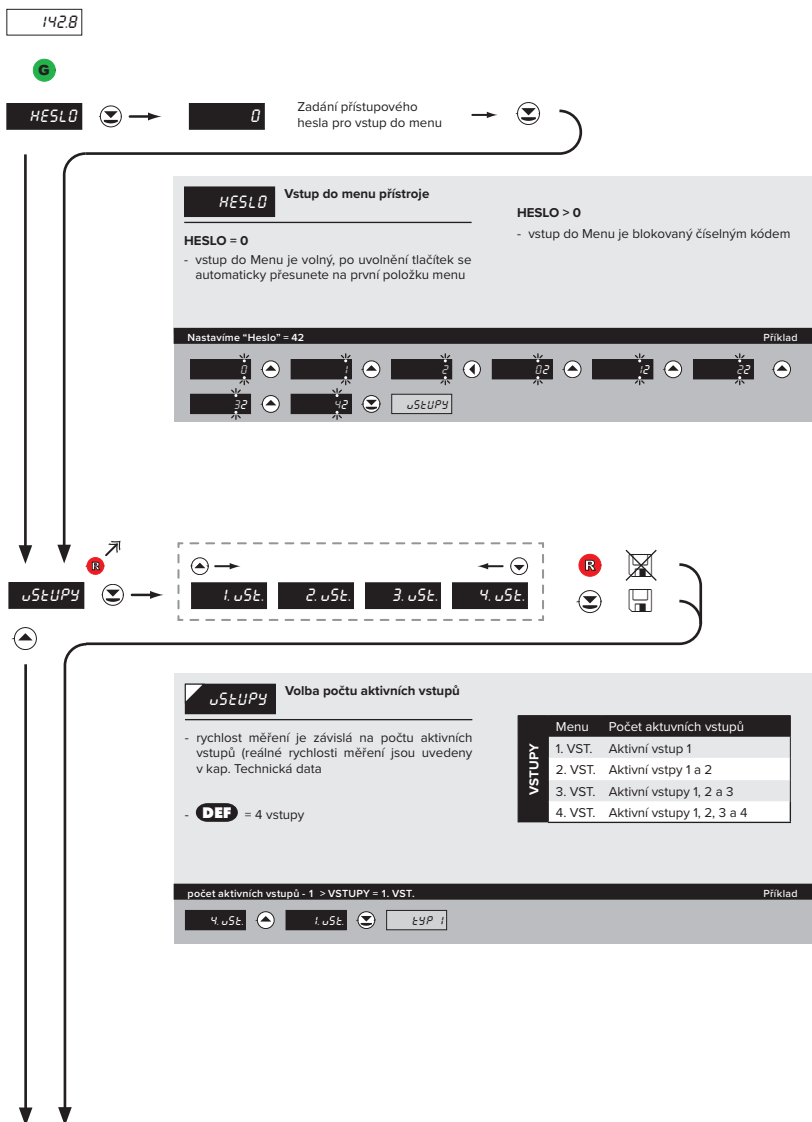 142.8
G
HESLO
0
Zadání přístupového
hesla pro vstup do menu
HESLO
Vstup do menu přístroje
HESLO = 0
- vstup do Menu je volný, po uvolnění tlačítek se
automaticky přesunete na první položku menu
HESLO > 0
- vstup do Menu je blokovaný číselným kódem
Nastavíme “Heslo” = 42 Příklad
0 1 2 02 12 22
32 42 vStUPY
R
vStUPY
1. vSt. 2. vSt. 3. vSt. 4. vSt.
R
vStUPY
Volba počtu aktivních vstupů
- rychlost měření je závislá na počtu aktivních
vstupů (reálné rychlosti měření jsou uvedeny
v kap. Technická data
- DEF = 4 vstupy
VSTUPY
Menu Počet aktuvních vstupů
1. VST. Aktivní vstup 1
2. VST. Aktivní vstpy 1 a 2
3. VST. Aktivní vstupy 1, 2 a 3
4. VST. Aktivní vstupy 1, 2, 3 a 4
počet aktivních vstupů - 1 > VSTUPY = 1. VST. Příklad
4. vSt. 1. vSt. tYP 1